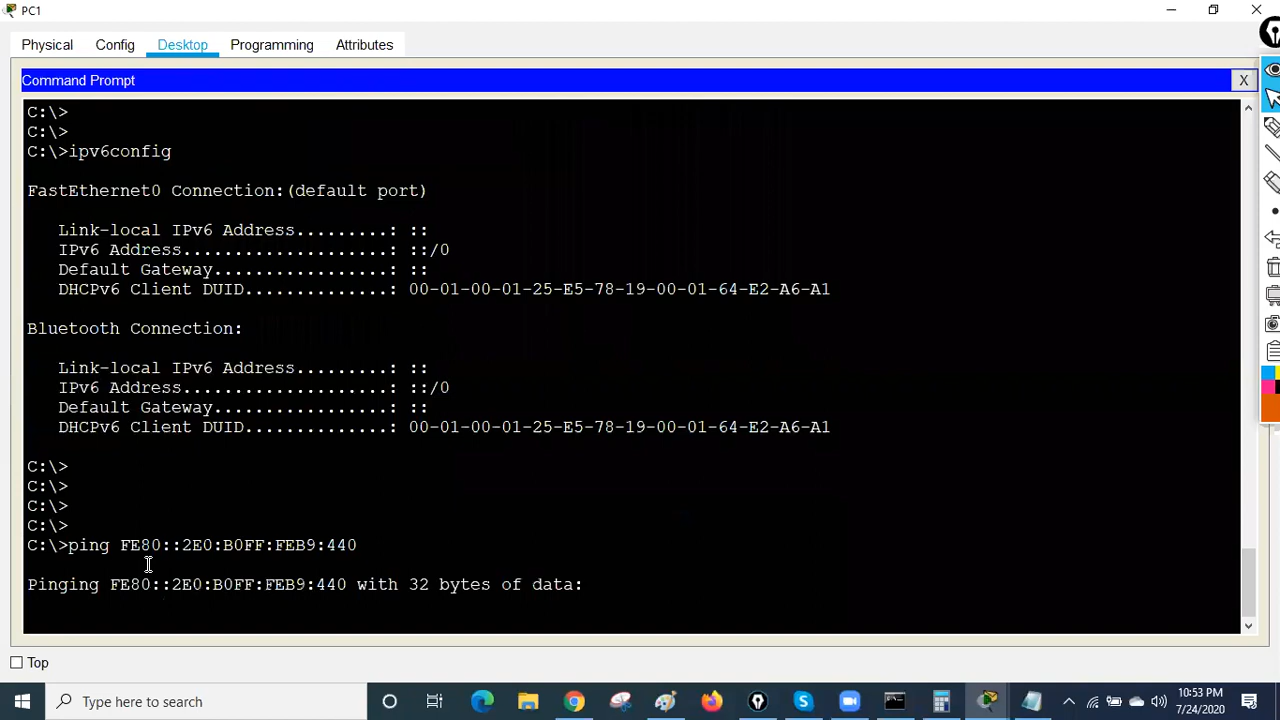 PC1
Physical Config Desktop Programming Attributes
Command Prompt X
C:\>
C:\>
C:\>ipv6config
FastEthernet0 Connection:(default port)
Link-local IPv6 Address.........: ::
IPv6 Address....................: ::/0
Default Gateway.................: ::
DHCPv6 Client DUID..............: 00-01-00-01-25-E5-78-19-00-01-64-E2-A6-A1
Bluetooth Connection:
Link-local IPv6 Address.........: ::
IPv6 Address....................: ::/0
Default Gateway.................: ::
DHCPv6 Client DUID..............: 00-01-00-01-25-E5-78-19-00-01-64-E2-A6-A1
C:\>
C:\>
C:\>
C:\>
C:\>ping FE80::2E0:B0FF:FEB9:440
Pinging FE80::2E0:B0FF:FEB9:440 with 32 bytes of data:
Top
Type here to search
10:53 PM
7/24/2020